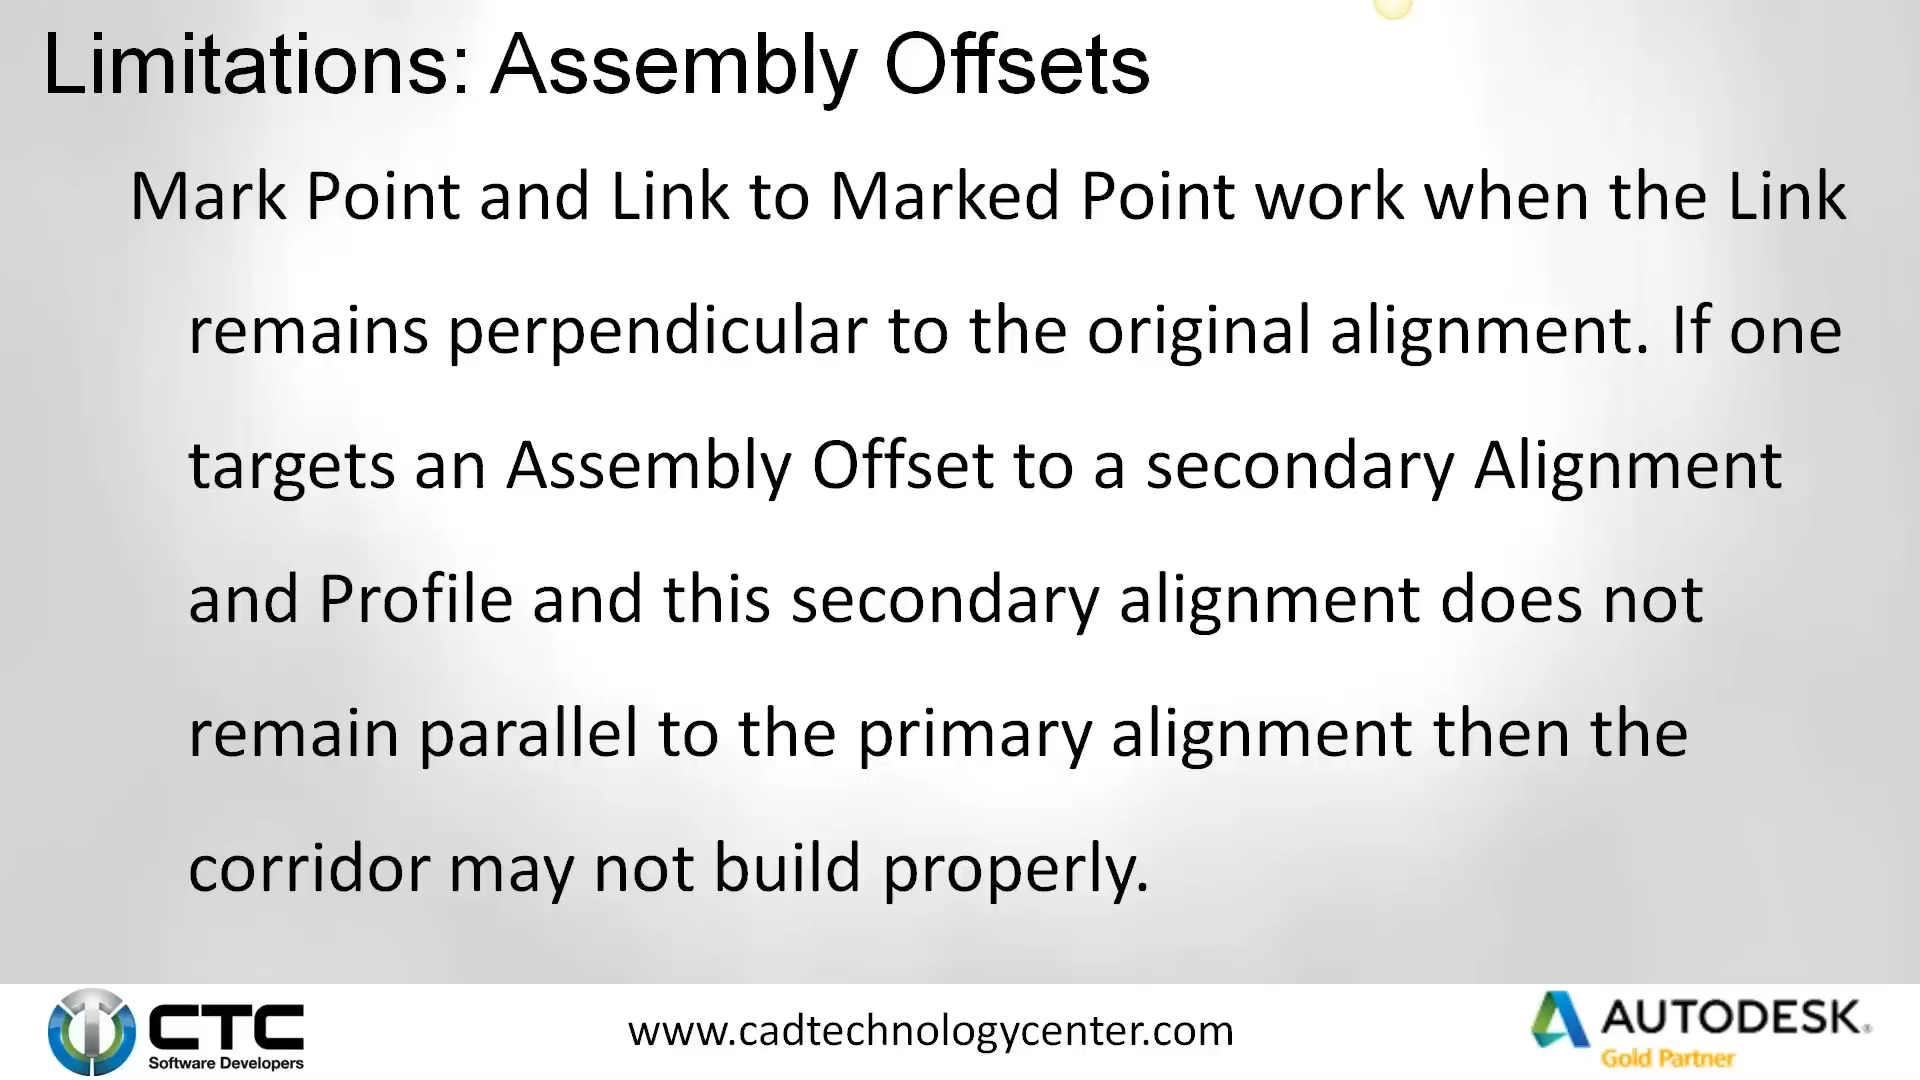 Limitations: Assembly Offsets
Mark Point and Link to Marked Point work when the Link
remains perpendicular to the original alignment. If one
targets an Assembly Offset to a secondary Alignment
and Profile and this secondary alignment does not
remain parallel to the primary alignment then the
corridor may not build properly.
CTC
Software Developers
www.cadtechnologycenter.com
AUTODESK®
Gold Partner